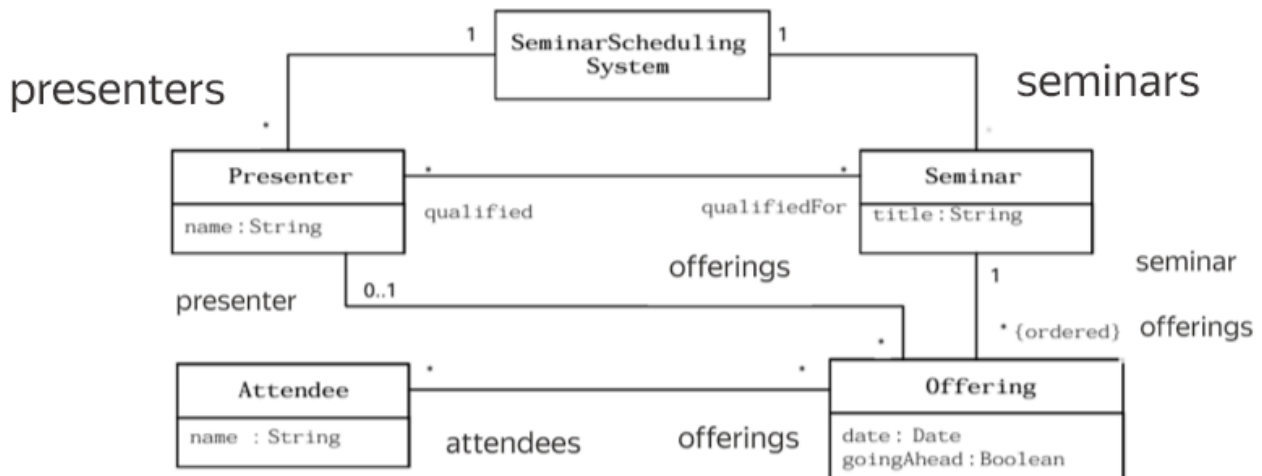 1
SeminarScheduling
System
1
presenters
seminars
*
Presenter
*
*
Seminar
name:String
qualified
qualifiedFor
title:String
offerings
seminar
presenter
0..1
1
*
* {ordered}
offerings
Attendee
*
*
Offering
name :String
attendees
offerings
date: Date
goingAhead:Boolean